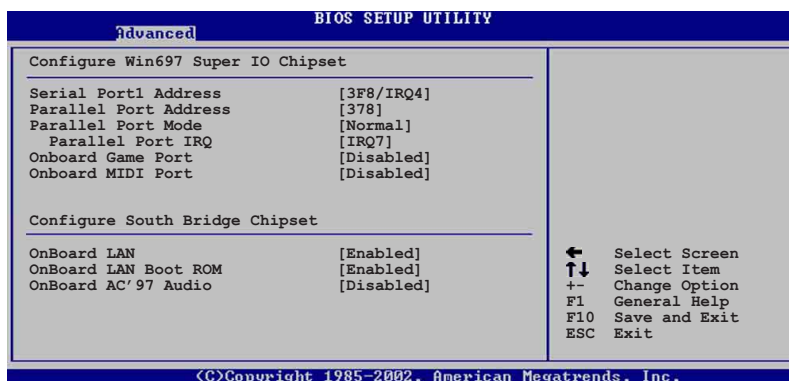 BIOS SETUP UTILITY
Advanced
Configure Win697 Super IO Chipset
Serial Port1 Address [3F8/IRQ4]
Parallel Port Address [378]
Parallel Port Mode [Normal]
Parallel Port IRQ [IRQ7]
Onboard Game Port [Disabled]
Onboard MIDI Port [Disabled]
Configure South Bridge Chipset
OnBoard LAN [Enabled]
OnBoard LAN Boot ROM [Enabled]
OnBoard AC'97 Audio [Disabled]
← Select Screen
↑↓ Select Item
+- Change Option
F1 General Help
F10 Save and Exit
ESC Exit
(C)Copyright 1985-2002, American Megatrends, Inc.